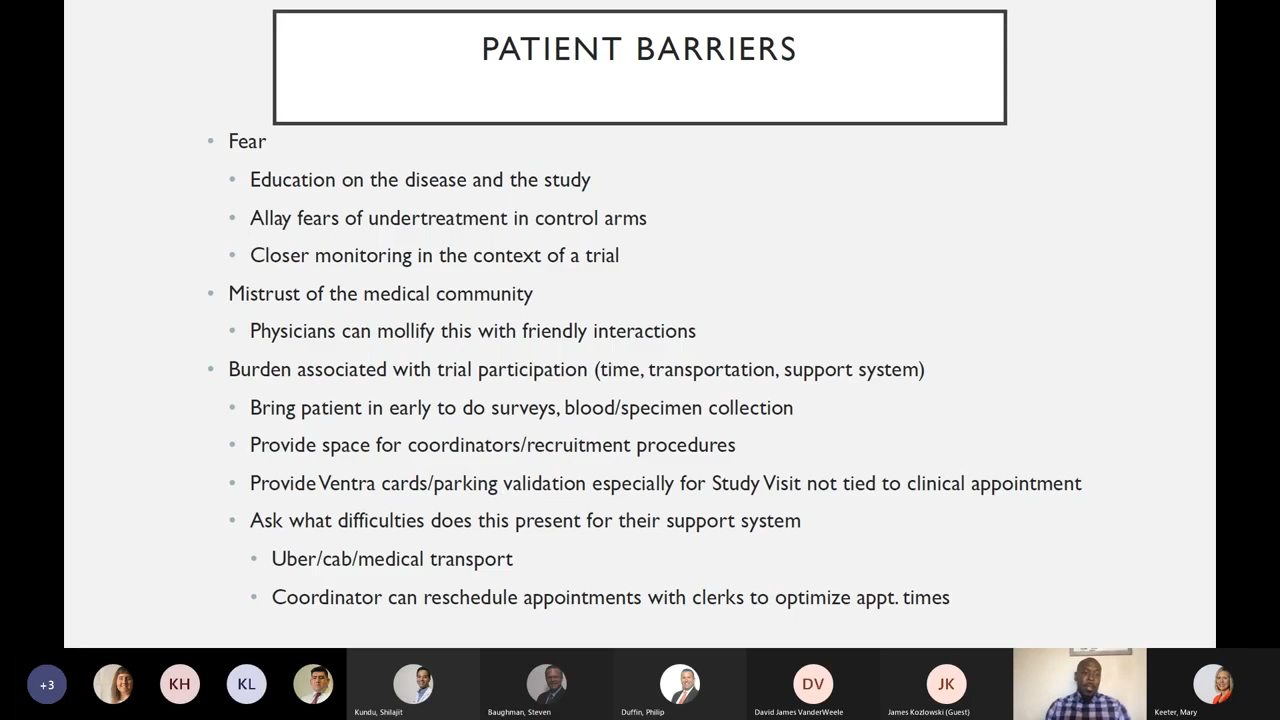 PATIENT BARRIERS
Fear
Education on the disease and the study
Allay fears of undertreatment in control arms
Closer monitoring in the context of a trial
Mistrust of the medical community
Physicians can mollify this with friendly interactions
Burden associated with trial participation (time, transportation, support system)
Bring patient in early to do surveys, blood/specimen collection
Provide space for coordinators/recruitment procedures
Provide Ventra cards/parking validation especially for Study Visit not tied to clinical appointment
Ask what difficulties does this present for their support system
Uber/cab/medical transport
Coordinator can reschedule appointments with clerks to optimize appt. times
+3
KH
KL
DV
JK
Kundu, Shilajit
Baughman, Steven
Duffin, Philip
David James VanderWeele
James Kozlowski (Guest)
Keeter, Mary